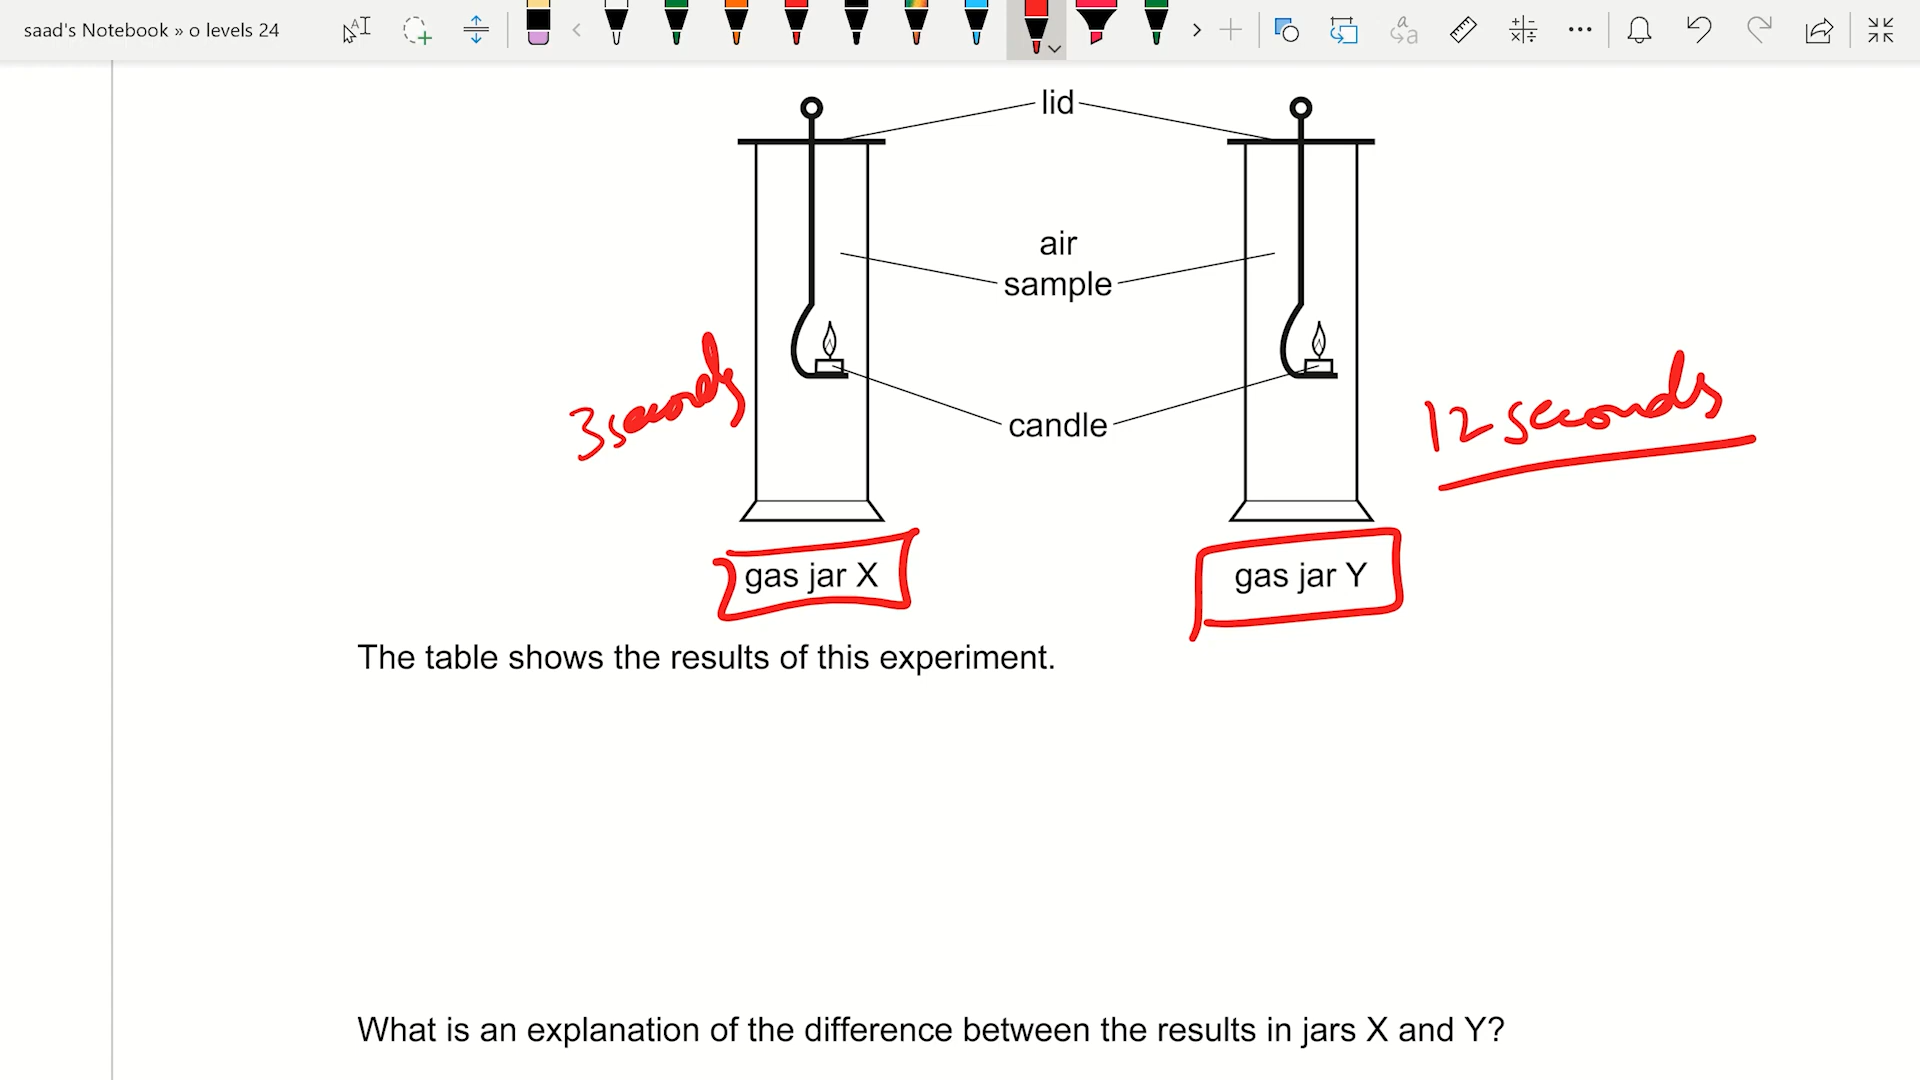 saad's Notebook » o levels 24
lid
air
sample
3 seconds
candle
12 seconds
gas jar X
gas jar Y
The table shows the results of this experiment.
What is an explanation of the difference between the results in jars X and Y?